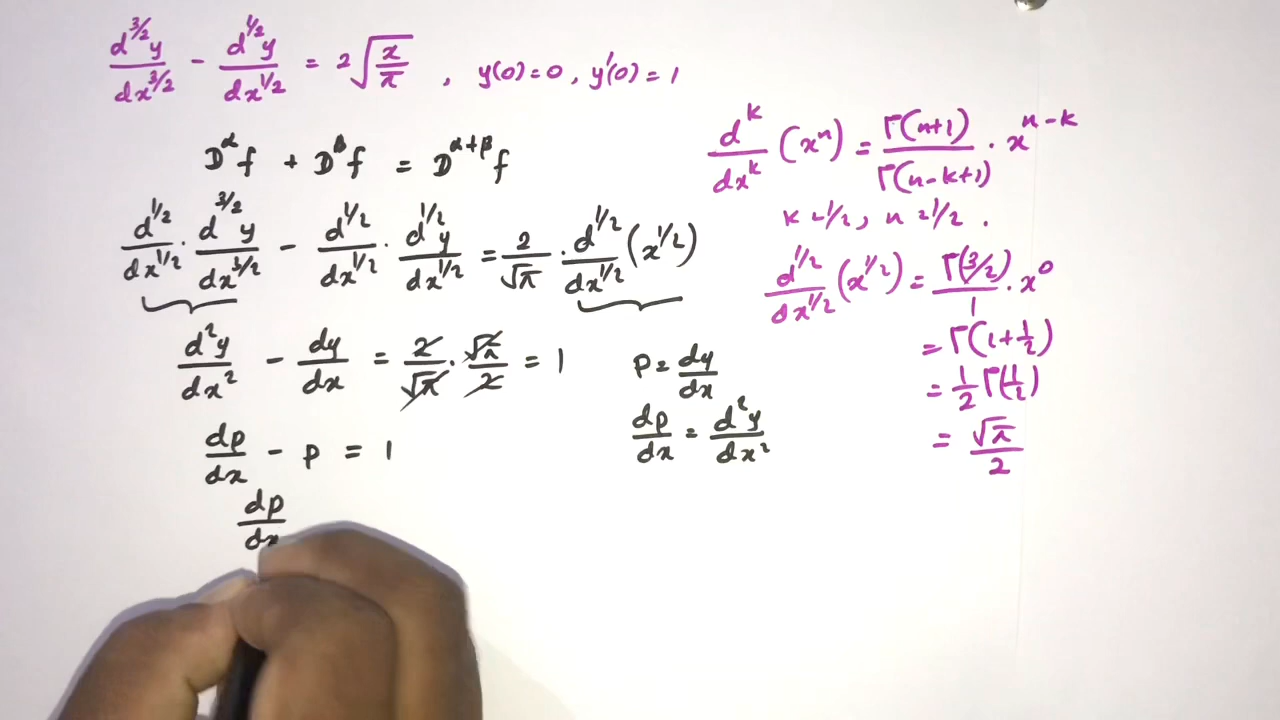 d^{3/2}y/dx^{3/2} - d^{1/2}y/dx^{1/2} = 2√(x/π) , y(0)=0 , y'(0)=1
D^α f + D^β f = D^{α+β} f
d^{1/2}/dx^{1/2} · d^{3/2}y/dx^{3/2} - d^{1/2}/dx^{1/2} · d^{1/2}y/dx^{1/2} = 2/√π · d^{1/2}/dx^{1/2} (x^{1/2})
d²y/dx² - dy/dx = 2/√π · √π/2 = 1
dp/dx - p = 1
dp/dx
p = dy/dx
dp/dx = d²y/dx²
d^k/dx^k (x^n) = Γ(n+1)/Γ(n-k+1) · x^{n-k}
k=1/2, n=1/2 .
d^{1/2}/dx^{1/2} (x^{1/2}) = Γ(3/2)/1 · x^0
= Γ(1+1/2)
= 1/2 Γ(1/2)
= √π/2